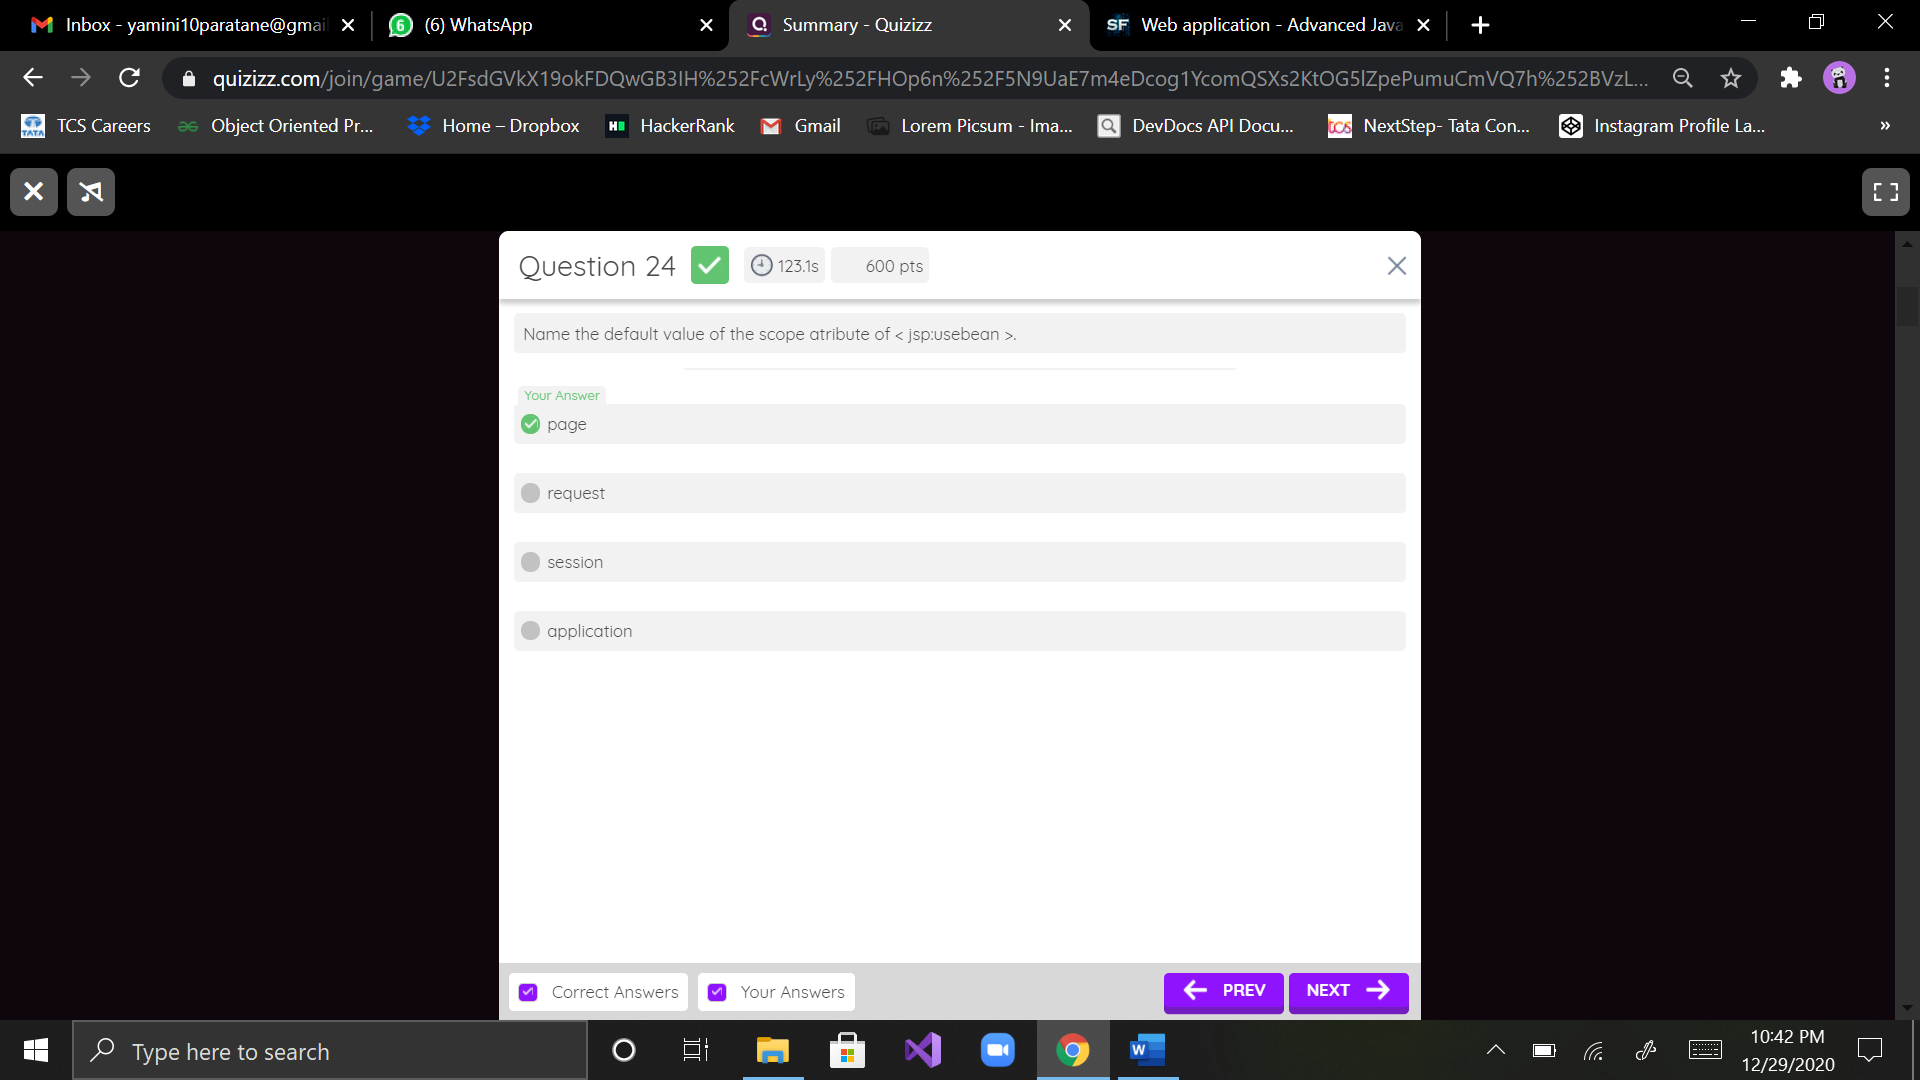 Inbox - yamini10paratane@gmai
(6) WhatsApp
Summary - Quizizz
SF Web application - Advanced Java
quizizz.com/join/game/U2FsdGVkX19okFDQwGB3IH%252FcWrLy%252FHOp6n%252F5N9UaE7m4eDcog1YcomQSXs2KtOG5lZpePumuCmVQ7h%252BVzL...
TATA TCS Careers
Object Oriented Pr...
Home – Dropbox
HackerRank
Gmail
Lorem Picsum - Ima...
DevDocs API Docu...
tcs NextStep- Tata Con...
Instagram Profile La...
»
Question 24
123.1s
600 pts
Name the default value of the scope atribute of < jsp:usebean >.
Your Answer
page
request
session
application
Correct Answers
Your Answers
PREV
NEXT
Type here to search
10:42 PM
12/29/2020